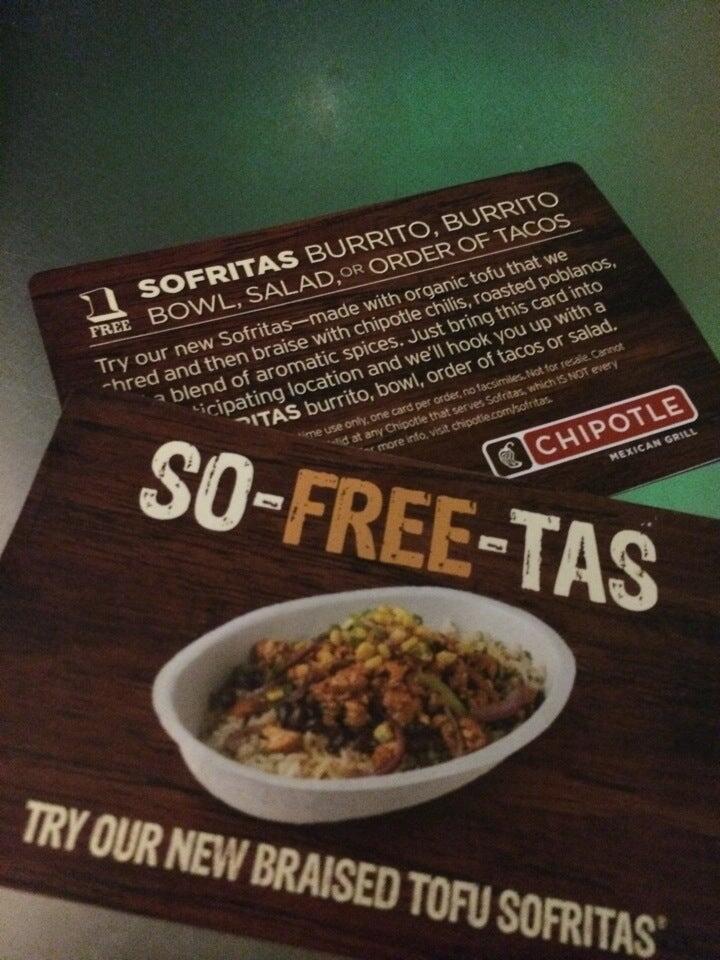 1 SOFRITAS BURRITO, BURRITO
FREE BOWL, SALAD, OR ORDER OF TACOS
Try our new Sofritas—made with organic tofu that we
shred and then braise with chipotle chilis, roasted poblanos,
a blend of aromatic spices. Just bring this card into
ticipating location and we'll hook you up with a
RITAS burrito, bowl, order of tacos or salad.
ime use only, one card per order, no facsimiles. Not for resale. Cannot
lid at any Chipotle that serves Sofritas, which IS NOT every
r more info, visit chipotle.com/sofritas.
CHIPOTLE
MEXICAN GRILL
SO-FREE-TAS
TRY OUR NEW BRAISED TOFU SOFRITAS®